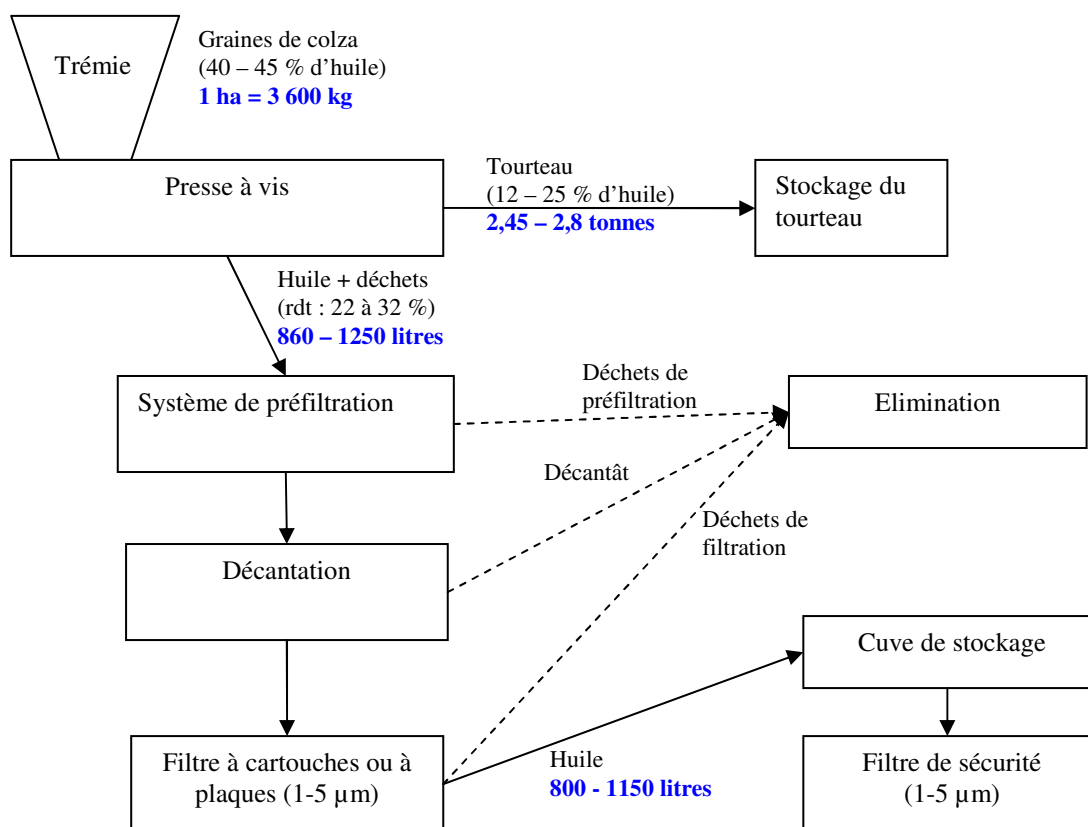 Trémie
Graines de colza
(40 – 45 % d’huile)
1 ha = 3 600 kg
Presse à vis
Tourteau
(12 – 25 % d’huile)
2,45 – 2,8 tonnes
Stockage du
tourteau
Huile + déchets
(rdt : 22 à 32 %)
860 – 1250 litres
Système de préfiltration
Déchets de
préfiltration
Elimination
Décantât
Déchets de
filtration
Décantation
Cuve de stockage
Filtre à cartouches ou à
plaques (1-5 µm)
Huile
800 - 1150 litres
Filtre de sécurité
(1-5 µm)